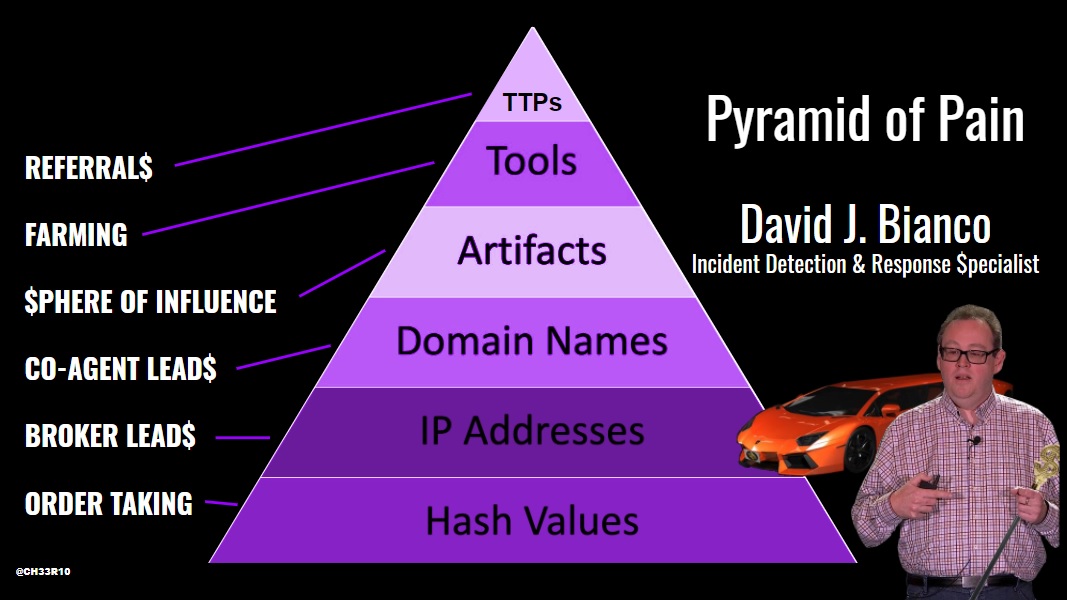 Pyramid of Pain
David J. Bianco
Incident Detection & Response $pecialist
REFERRAL$
FARMING
$PHERE OF INFLUENCE
CO-AGENT LEAD$
BROKER LEAD$
ORDER TAKING
TTPs
Tools
Artifacts
Domain Names
IP Addresses
Hash Values
@CH33R10